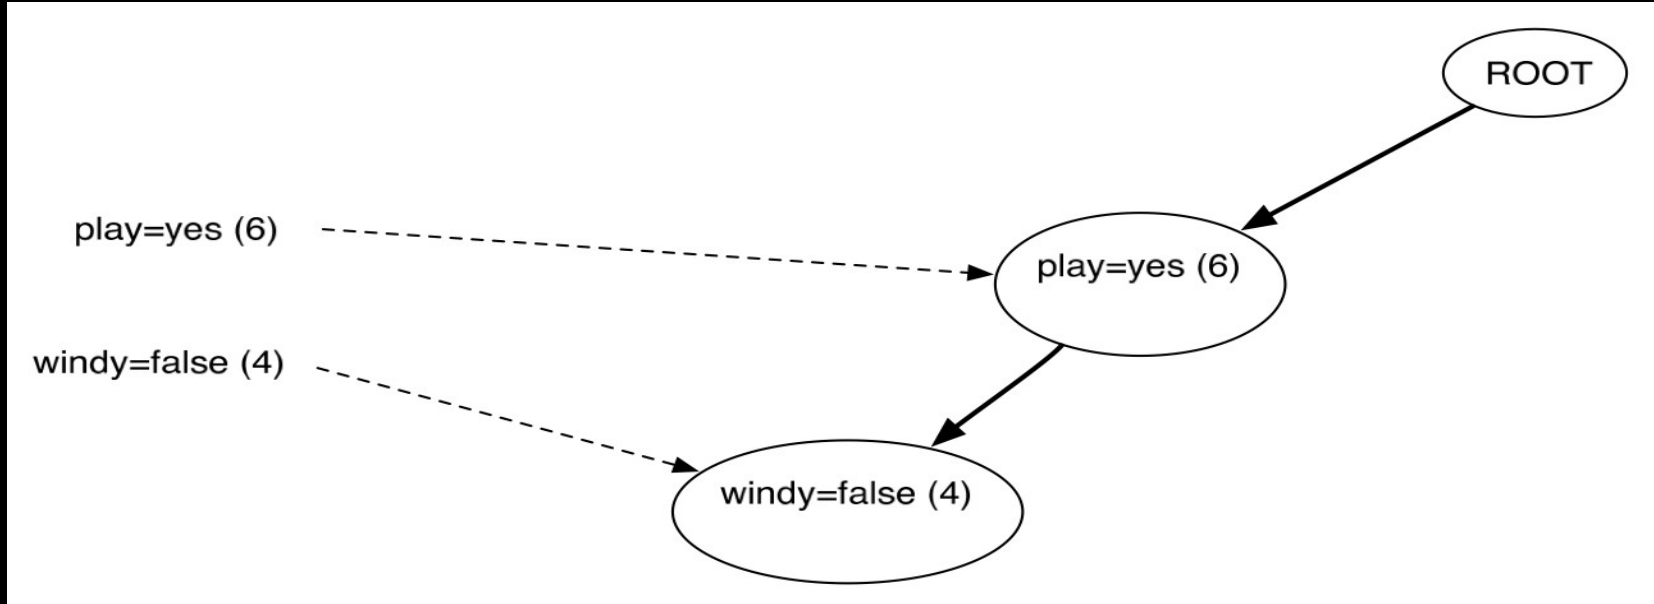 ROOT
play=yes (6)
play=yes (6)
windy=false (4)
windy=false (4)